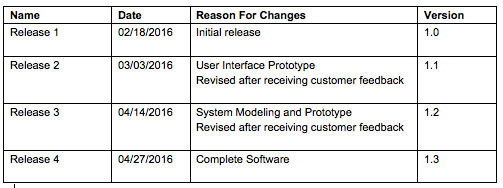 Name Date Reason For Changes Version
Release 1 02/18/2016 Initial release 1.0
Release 2 03/03/2016 User Interface Prototype 1.1
Revised after receiving customer feedback
Release 3 04/14/2016 System Modeling and Prototype 1.2
Revised after receiving customer feedback
Release 4 04/27/2016 Complete Software 1.3